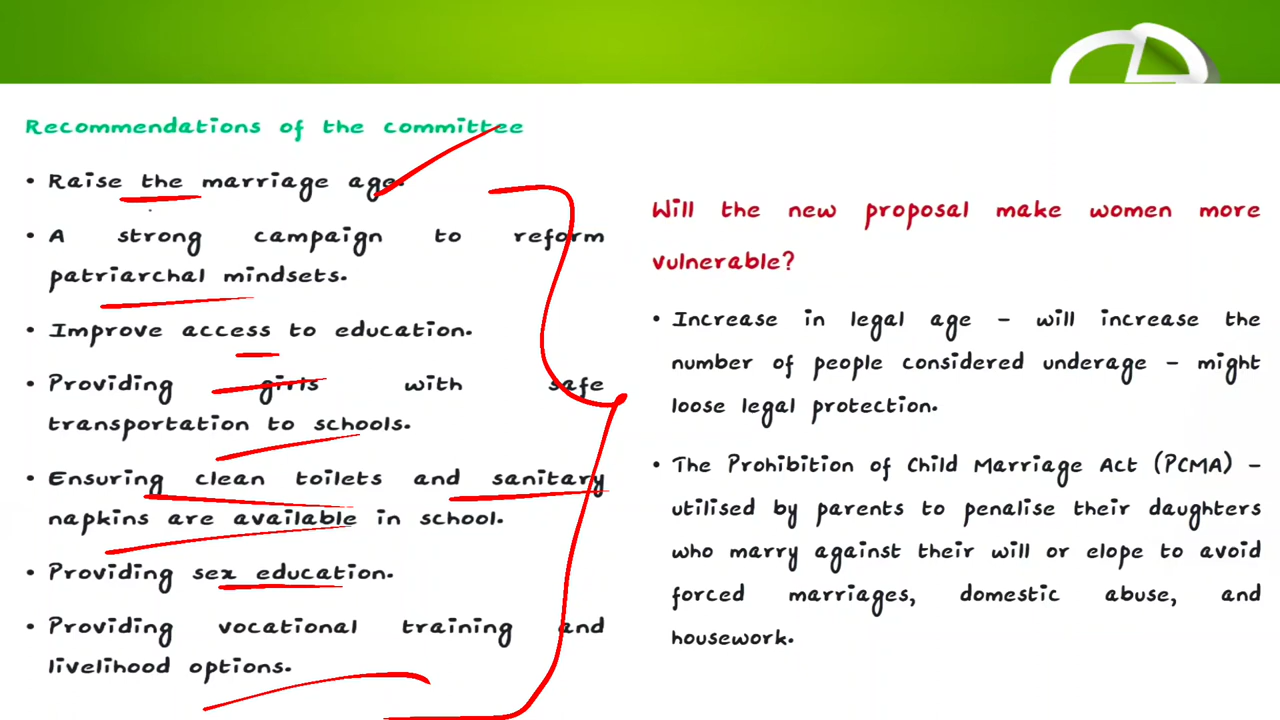 Recommendations of the committee
• Raise the marriage age.
• A strong campaign to reform
patriarchal mindsets.
• Improve access to education.
• Providing girls with safe
transportation to schools.
• Ensuring clean toilets and sanitary
napkins are available in school.
• Providing sex education.
• Providing vocational training and
livelihood options.
Will the new proposal make women more
vulnerable?
• Increase in legal age – will increase the
number of people considered underage – might
loose legal protection.
• The Prohibition of Child Marriage Act (PCMA) –
utilised by parents to penalise their daughters
who marry against their will or elope to avoid
forced marriages, domestic abuse, and
housework.